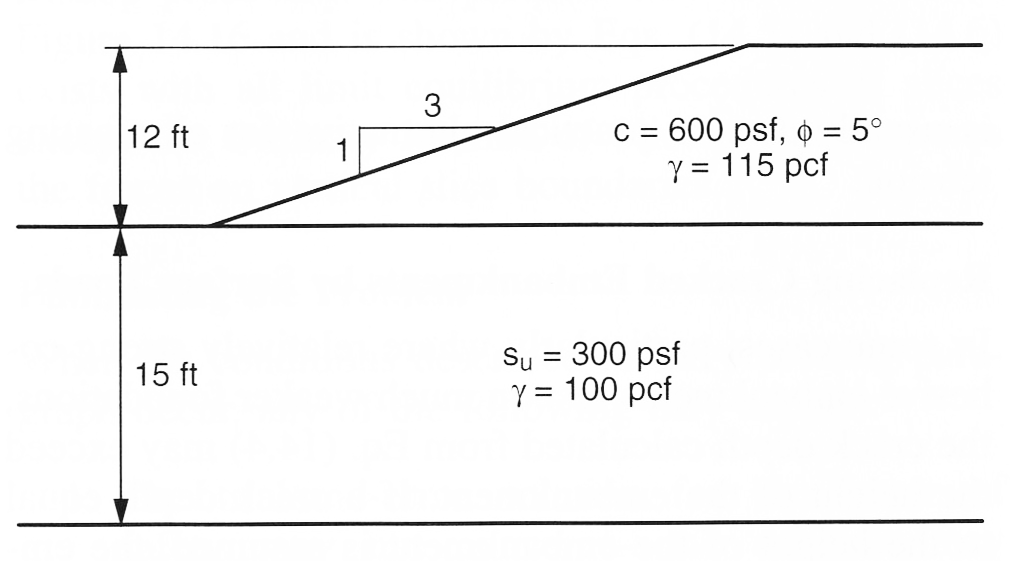 12 ft
3
1
c = 600 psf, ϕ = 5°
γ = 115 pcf
15 ft
su = 300 psf
γ = 100 pcf